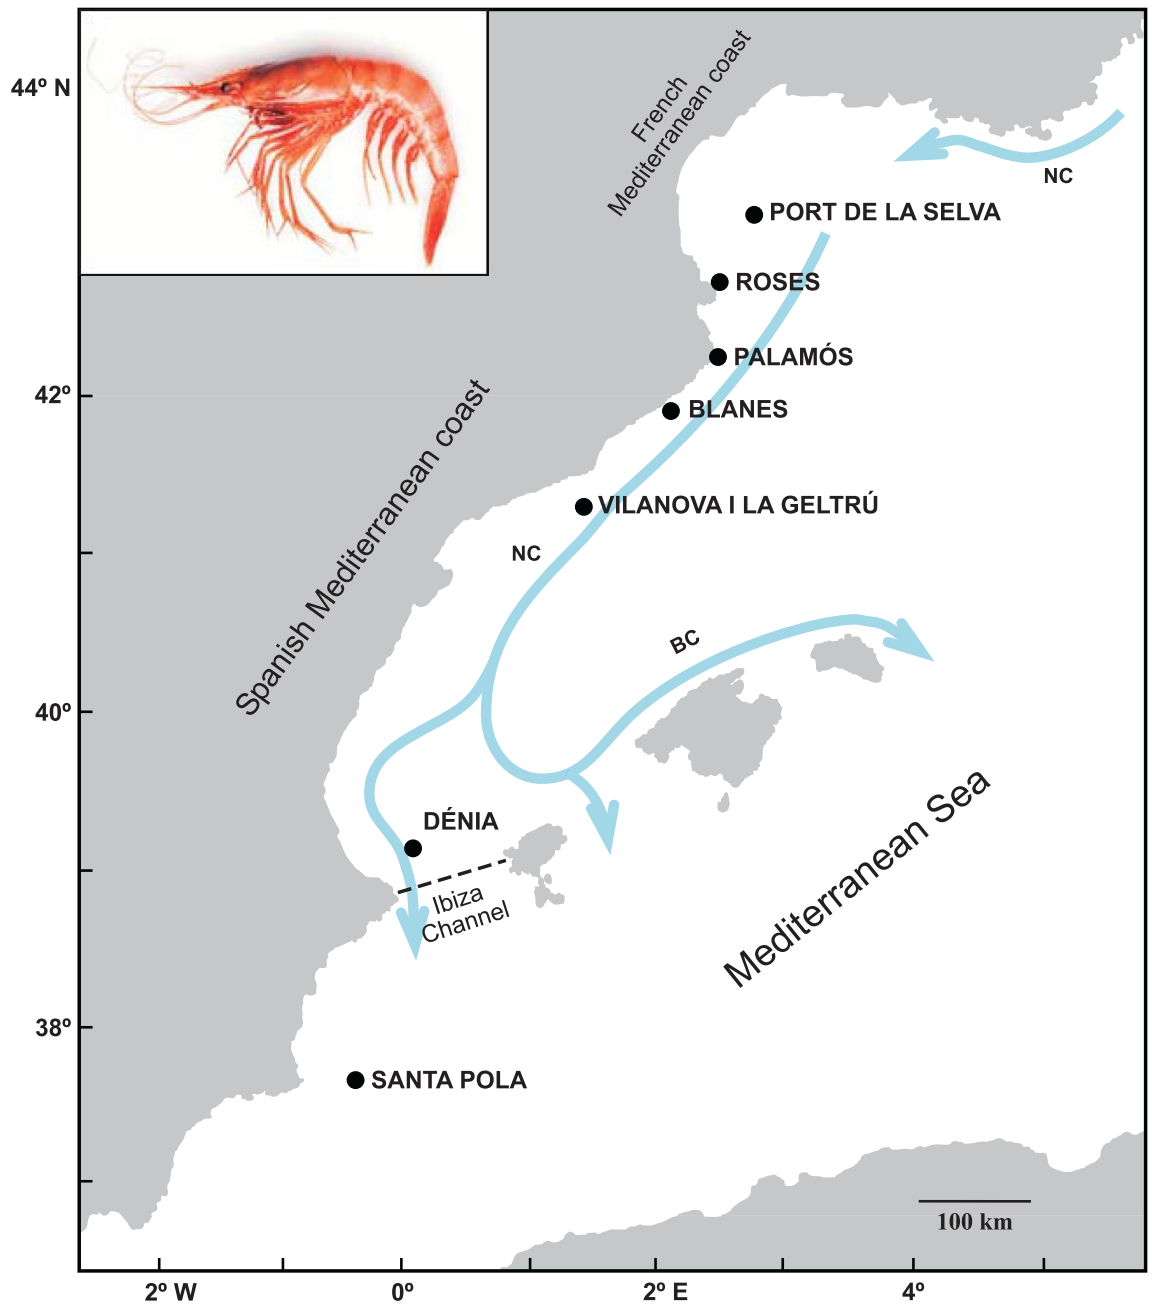 44º N
French
Mediterranean coast
NC
PORT DE LA SELVA
ROSES
PALAMÓS
42º
BLANES
Spanish Mediterranean coast
VILANOVA I LA GELTRÚ
NC
BC
40º
DÉNIA
Ibiza
Channel
Mediterranean Sea
38º
SANTA POLA
100 km
2º W
0º
2º E
4º